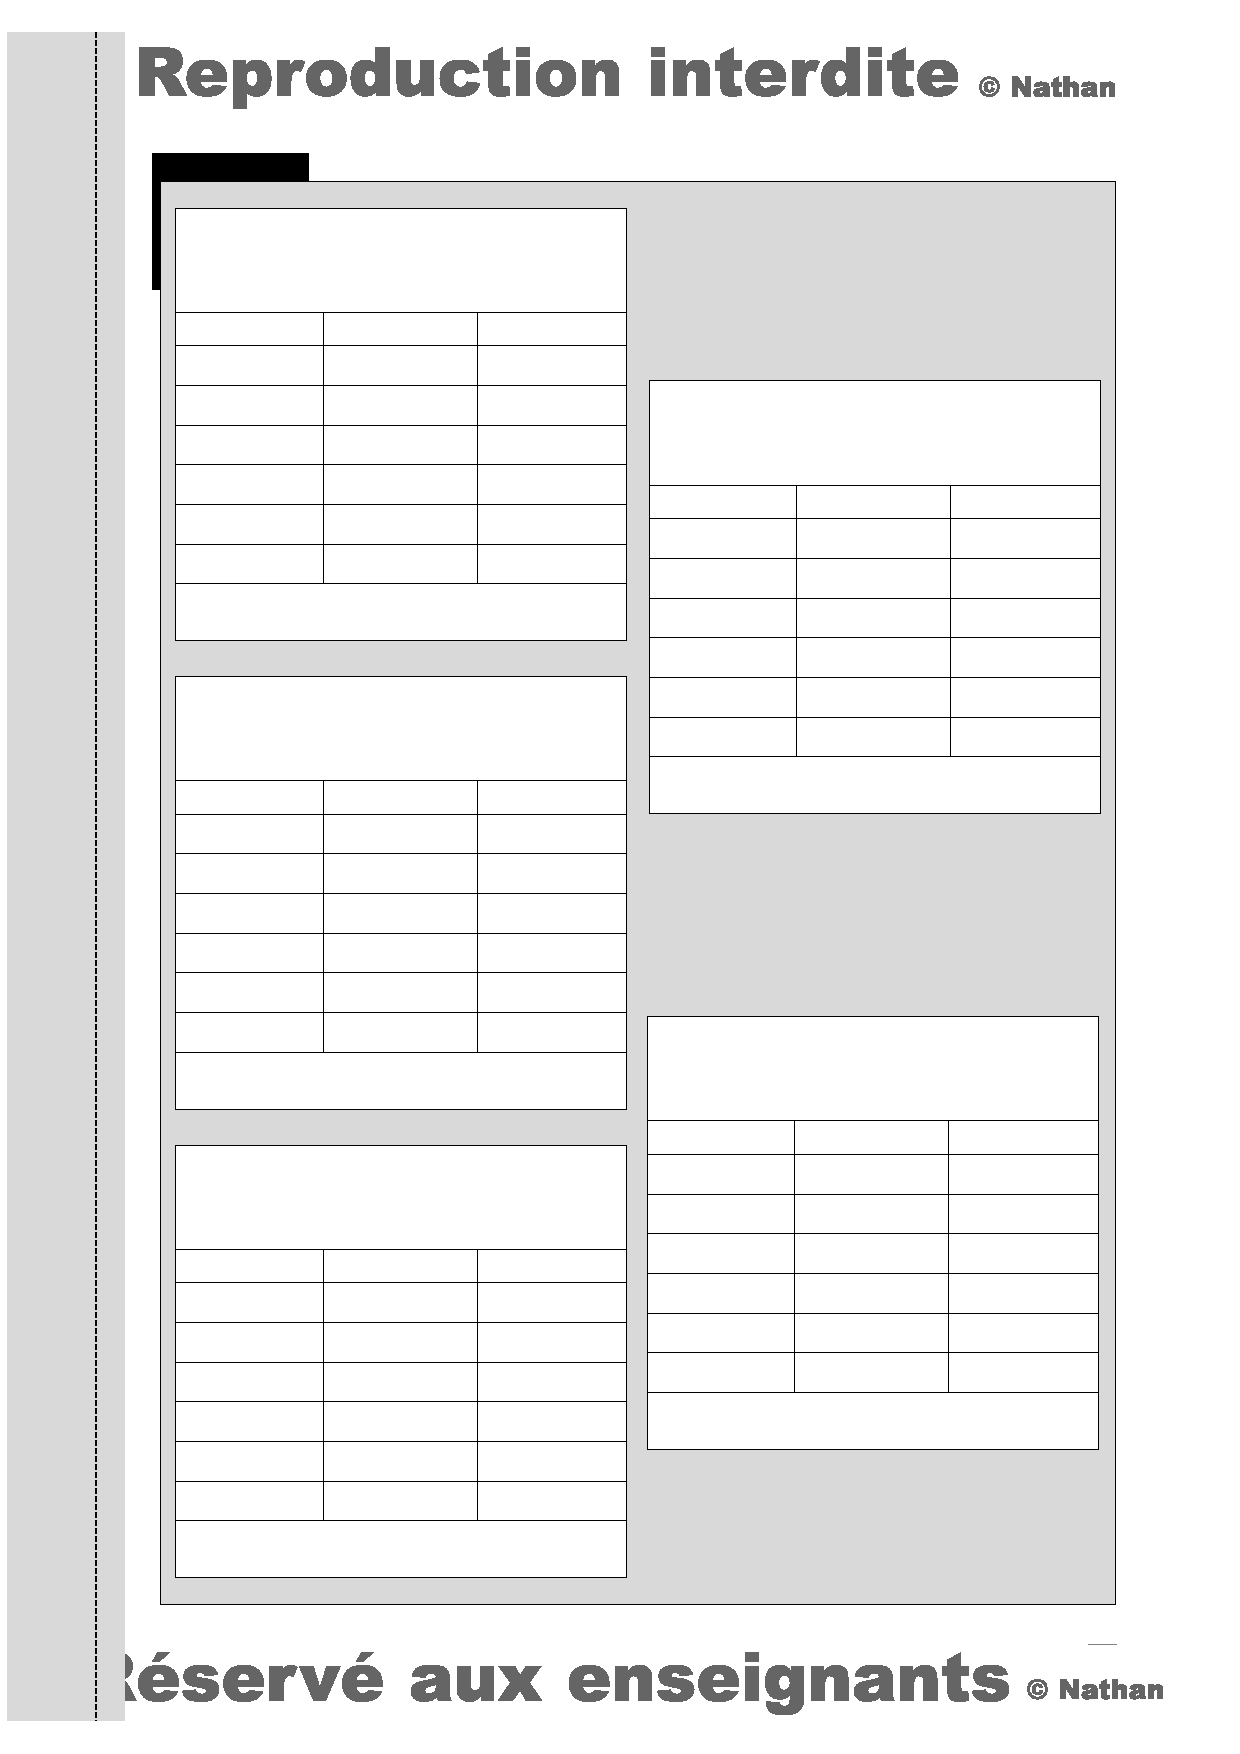 Reproduction interdite © Nathan
Réservé aux enseignants © Nathan